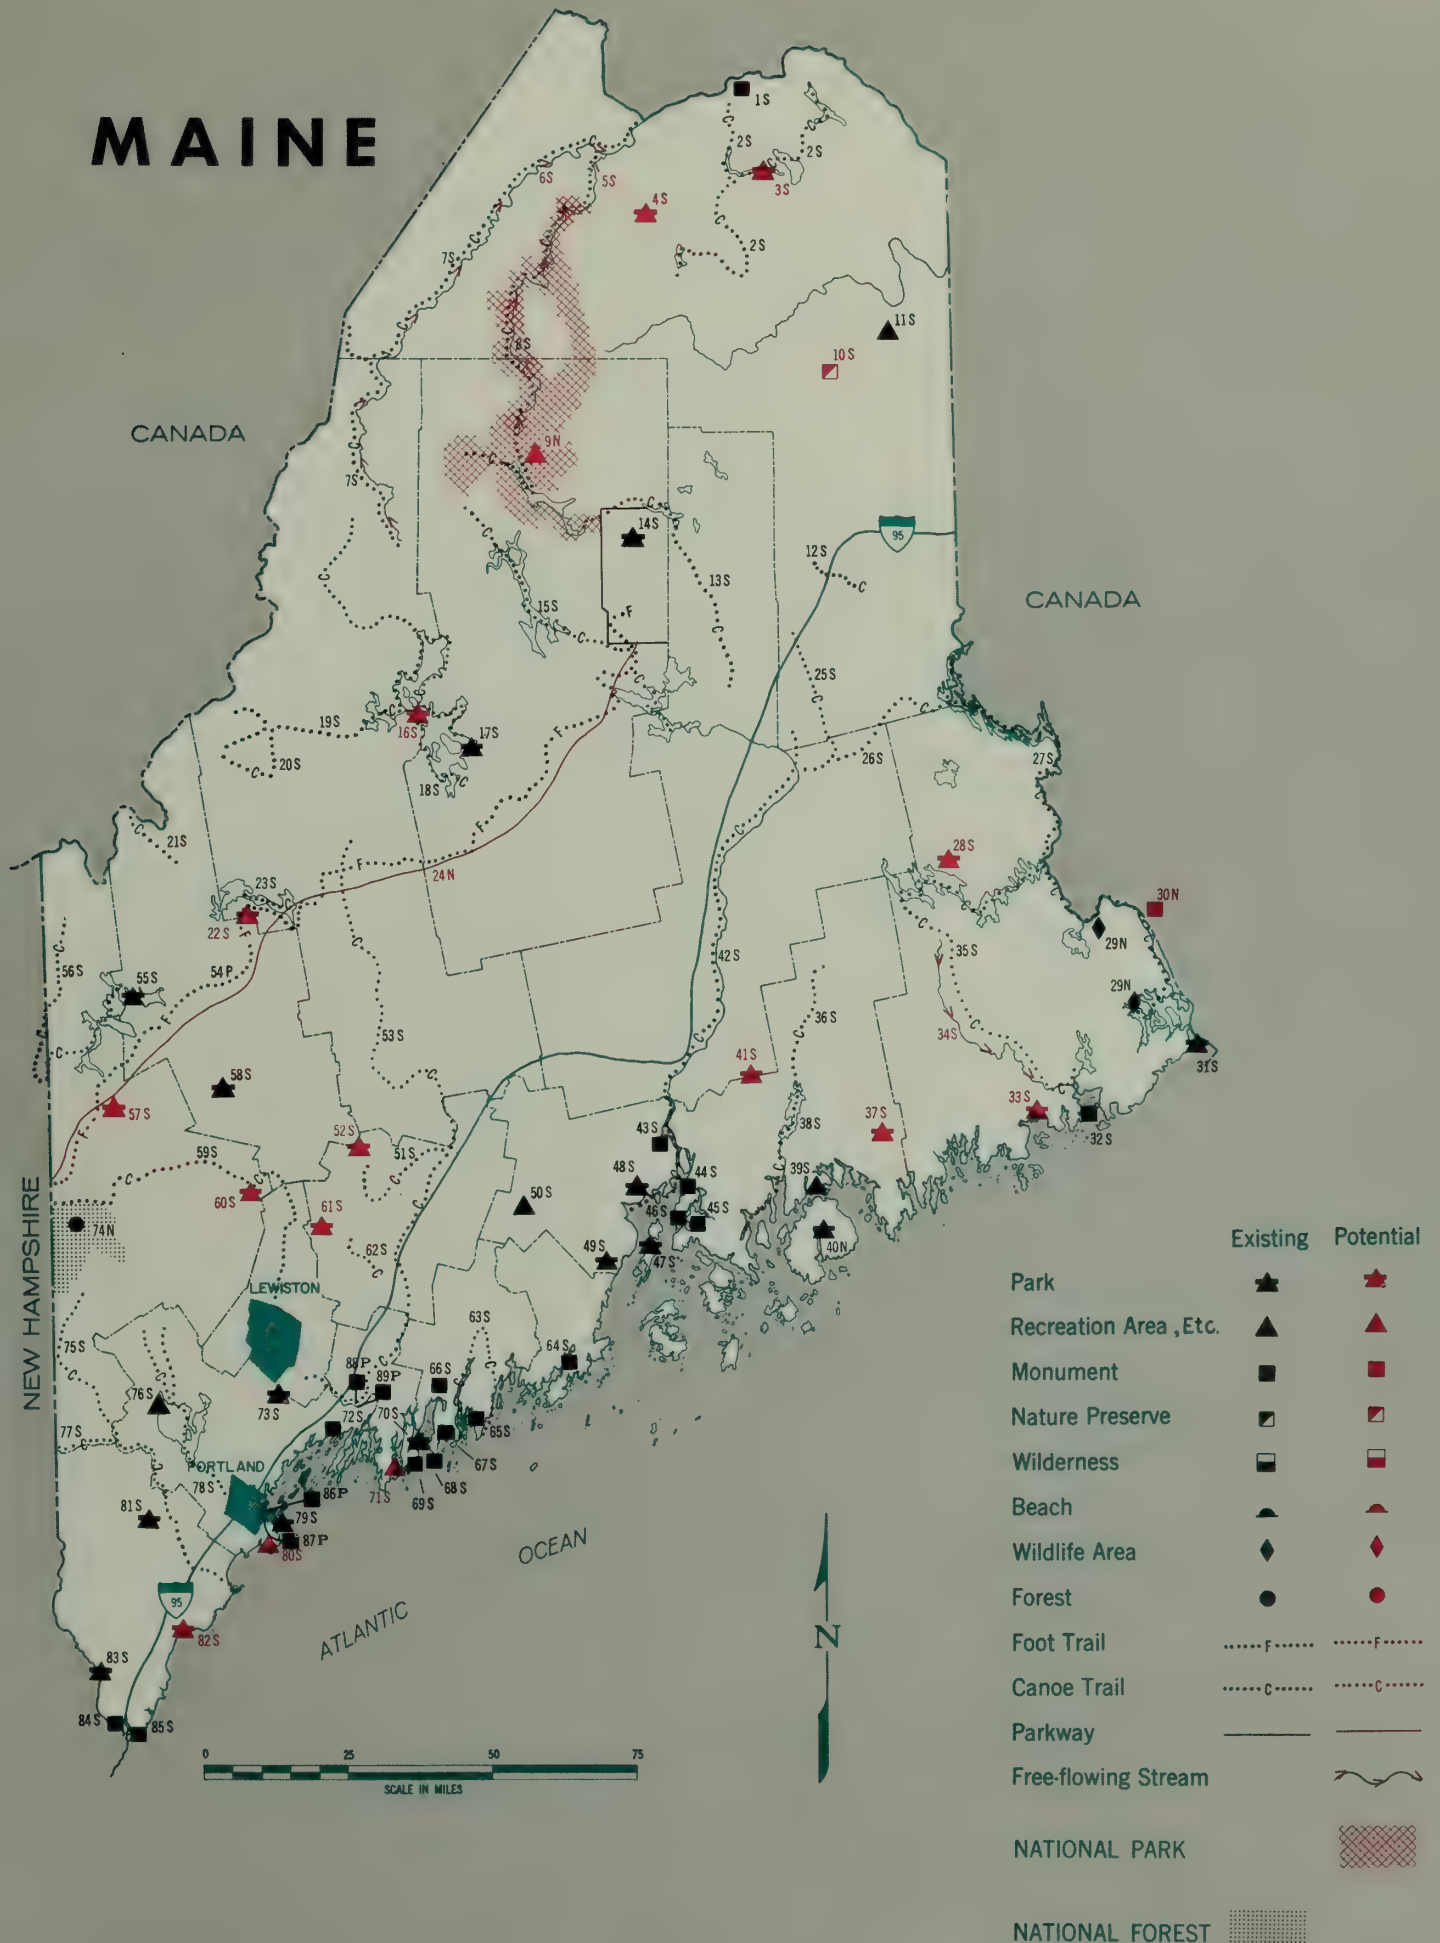 MAINE
1S
2S
2S
3S
6S
5S
4S
2S
7S
11S
8S
10S
CANADA
9N
7S
14S
95
12S
13S
CANADA
15S
F
25S
19S
16S
17S
20S
18S
26S
27S
21S
24N
28S
23S
22S
30N
29N
56S
55S
54P
42S
35S
29N
36S
34S
53S
31S
58S
41S
57S
33S
52S
51S
43S
38S
37S
32S
59S
48S
44S
39S
60S
61S
50S
46S
45S
74N
62S
49S
47S
40N
NEW HAMPSHIRE
LEWISTON
75S
63S
64S
88P
89P
66S
76S
73S
72S
70S
65S
77S
67S
PORTLAND
78S
71S
69S
68S
86P
81S
79S
87P
80S
OCEAN
ATLANTIC
95
82S
N
83S
84S
85S
0 25 50 75
SCALE IN MILES
Existing Potential
Park
Recreation Area, Etc.
Monument
Nature Preserve
Wilderness
Beach
Wildlife Area
Forest
Foot Trail F F
Canoe Trail C C
Parkway
Free-flowing Stream
NATIONAL PARK
NATIONAL FOREST